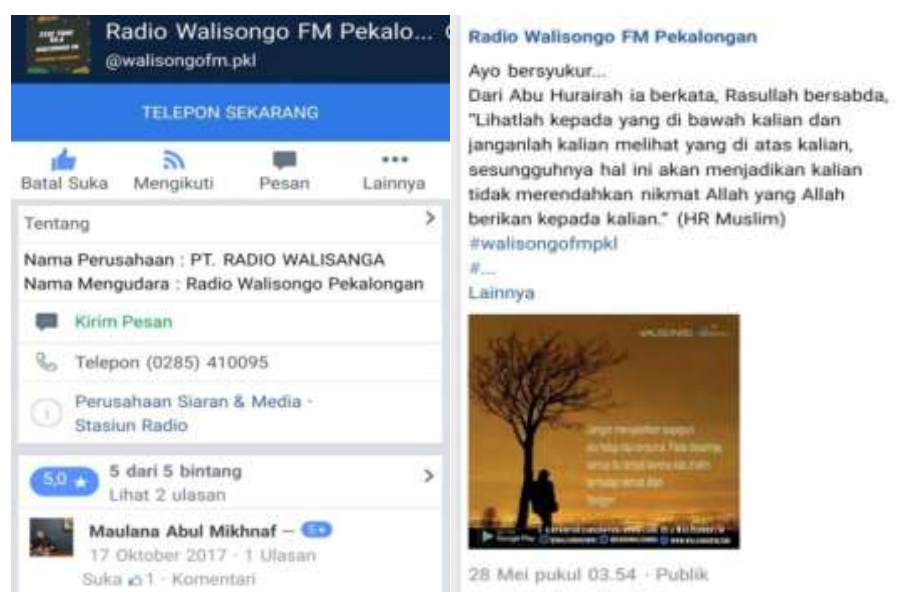 Radio Walisongo FM Pekalo...
@walisongofm.pkl
TELEPON SEKARANG
Batal Suka Mengikuti Pesan Lainnya
Tentang
Nama Perusahaan : PT. RADIO WALISANGA
Nama Mengudara : Radio Walisongo Pekalongan
Kirim Pesan
Telepon (0285) 410095
Perusahaan Siaran & Media ·
Stasiun Radio
5,0 ★ 5 dari 5 bintang
Lihat 2 ulasan
Maulana Abul Mikhnaf – 5★
17 Oktober 2017 · 1 Ulasan
Suka 1 · Komentari
Radio Walisongo FM Pekalongan
Ayo bersyukur...
Dari Abu Hurairah ia berkata, Rasullah bersabda,
"Lihatlah kepada yang di bawah kalian dan
janganlah kalian melihat yang di atas kalian,
sesungguhnya hal ini akan menjadikan kalian
tidak merendahkan nikmat Allah yang Allah
berikan kepada kalian." (HR Muslim)
#walisongofmpkl
#...
Lainnya
WALISONGO
Google Play
28 Mei pukul 03.54 · Publik